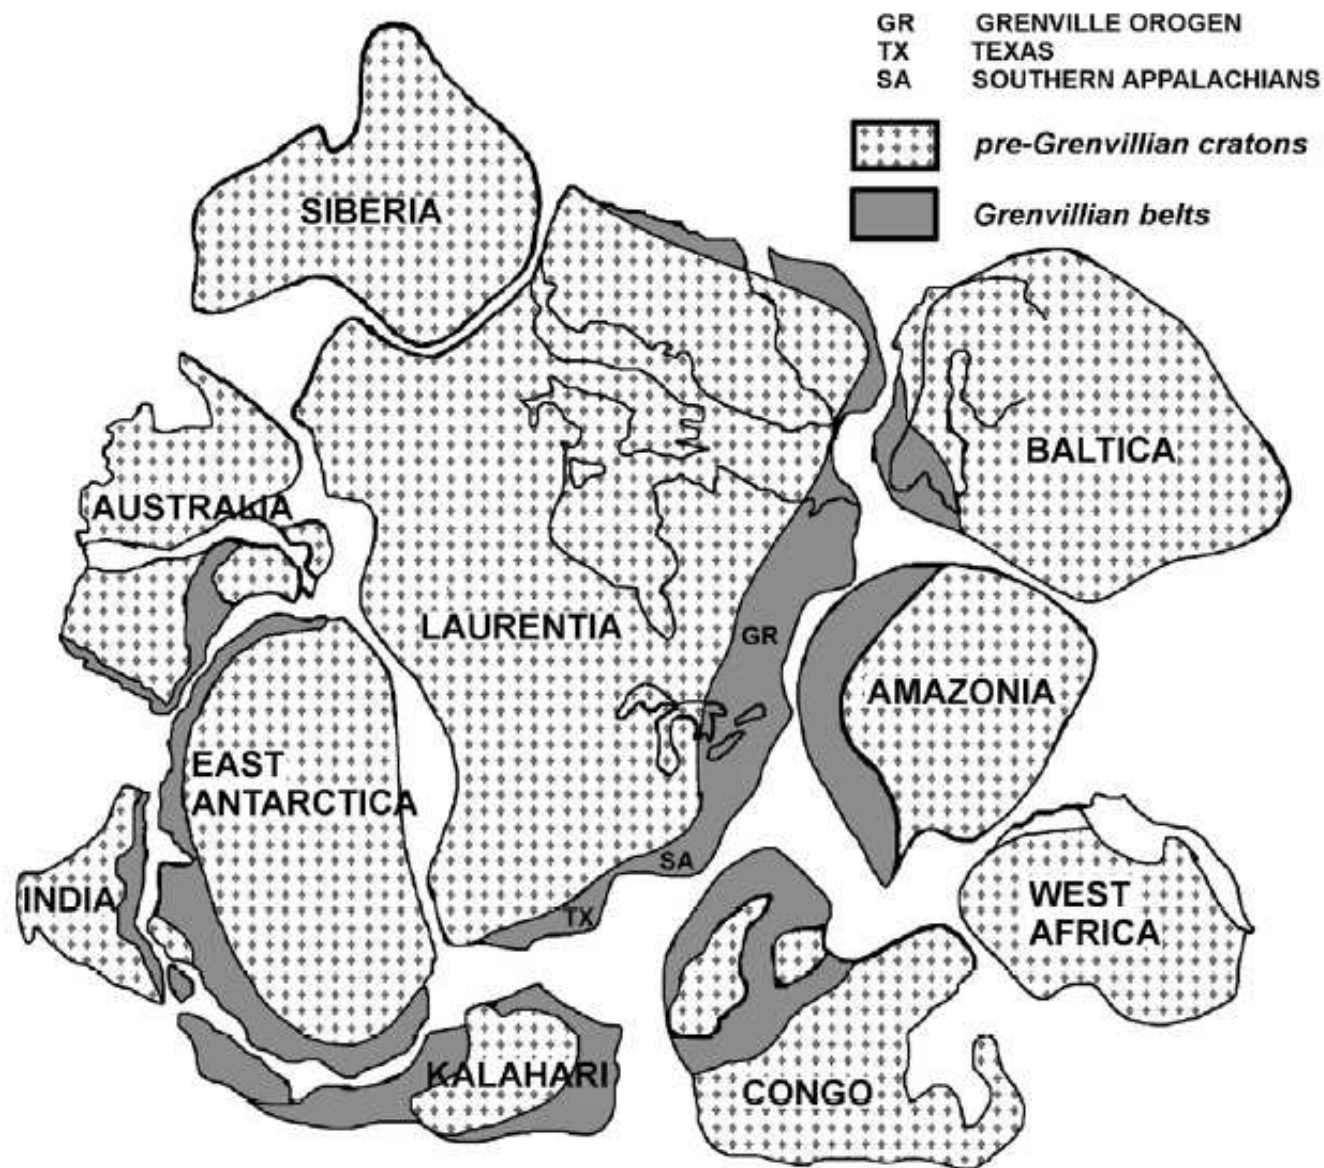 GR GRENVILLE OROGEN
TX TEXAS
SA SOUTHERN APPALACHIANS
pre-Grenvillian cratons
Grenvillian belts
SIBERIA
BALTICA
AUSTRALIA
LAURENTIA
GR
AMAZONIA
EAST
ANTARCTICA
SA
TX
INDIA
WEST
AFRICA
KALAHARI
CONGO